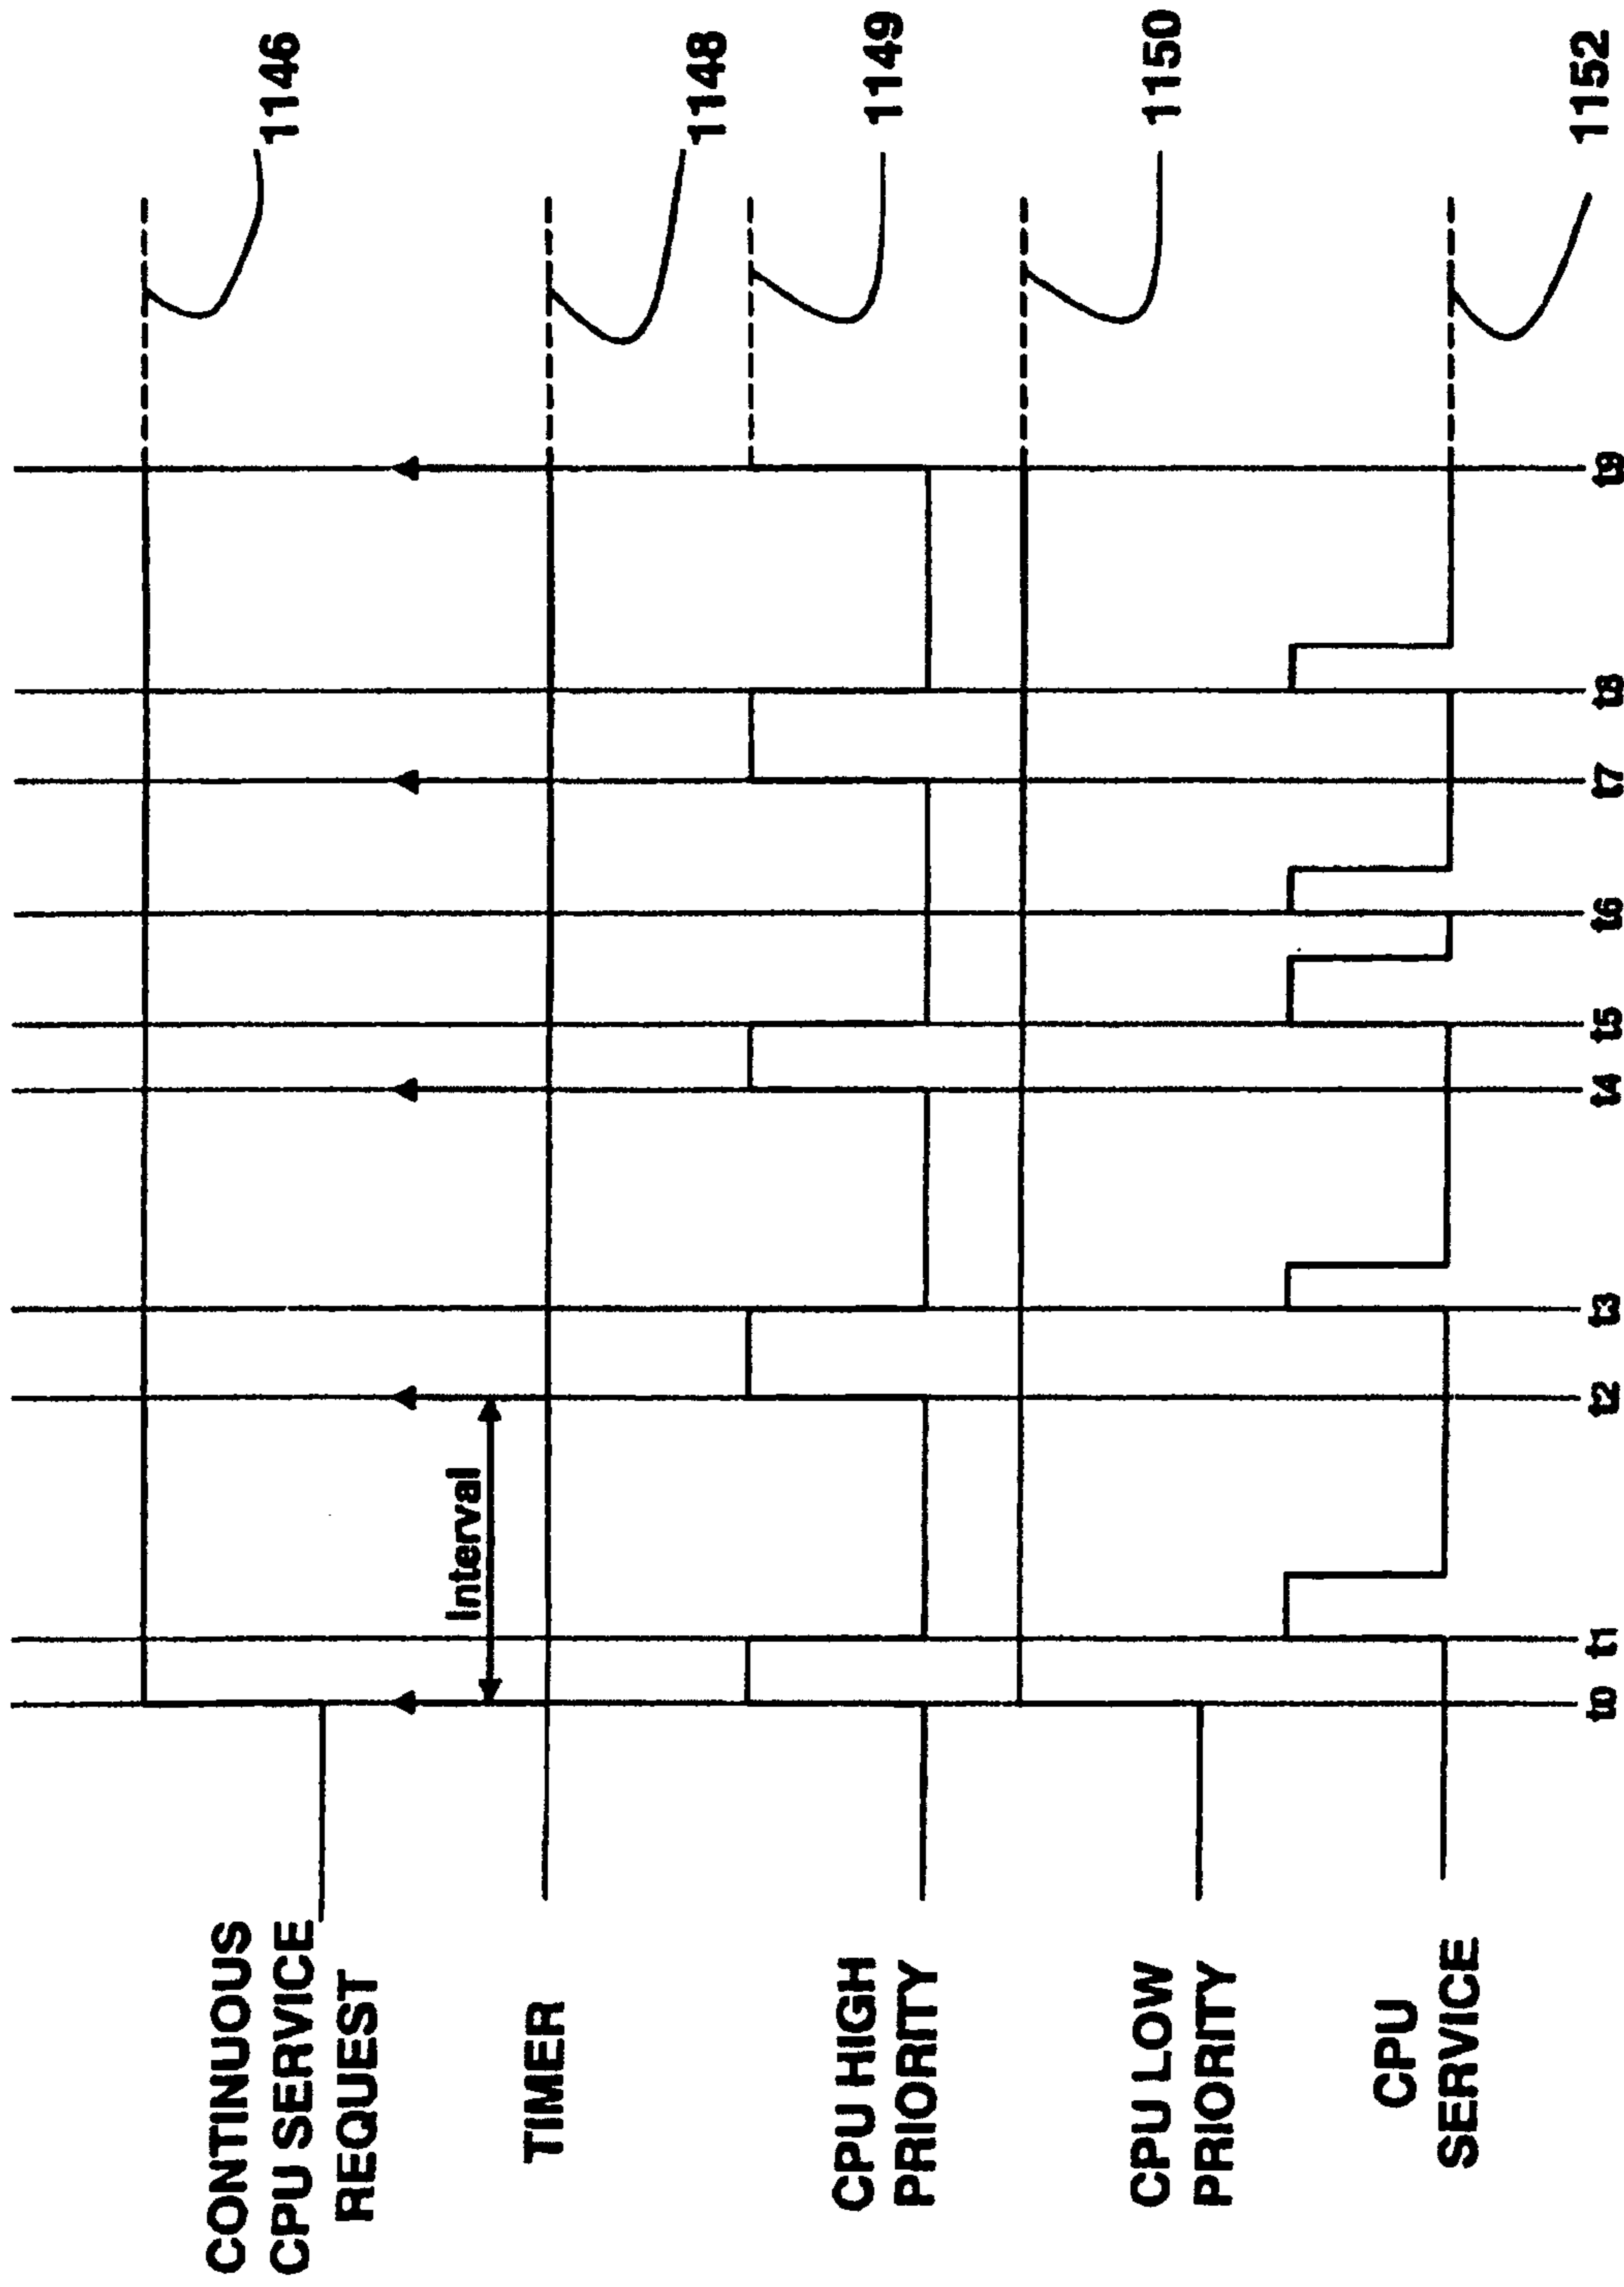 CONTINUOUS
CPU SERVICE
REQUEST
1146
Interval
TIMER
1148
CPU HIGH
PRIORITY
1149
CPU LOW
PRIORITY
1150
CPU
SERVICE
1152
t0 t1 t2 t3 t4 t5 t6 t7 t8 t9